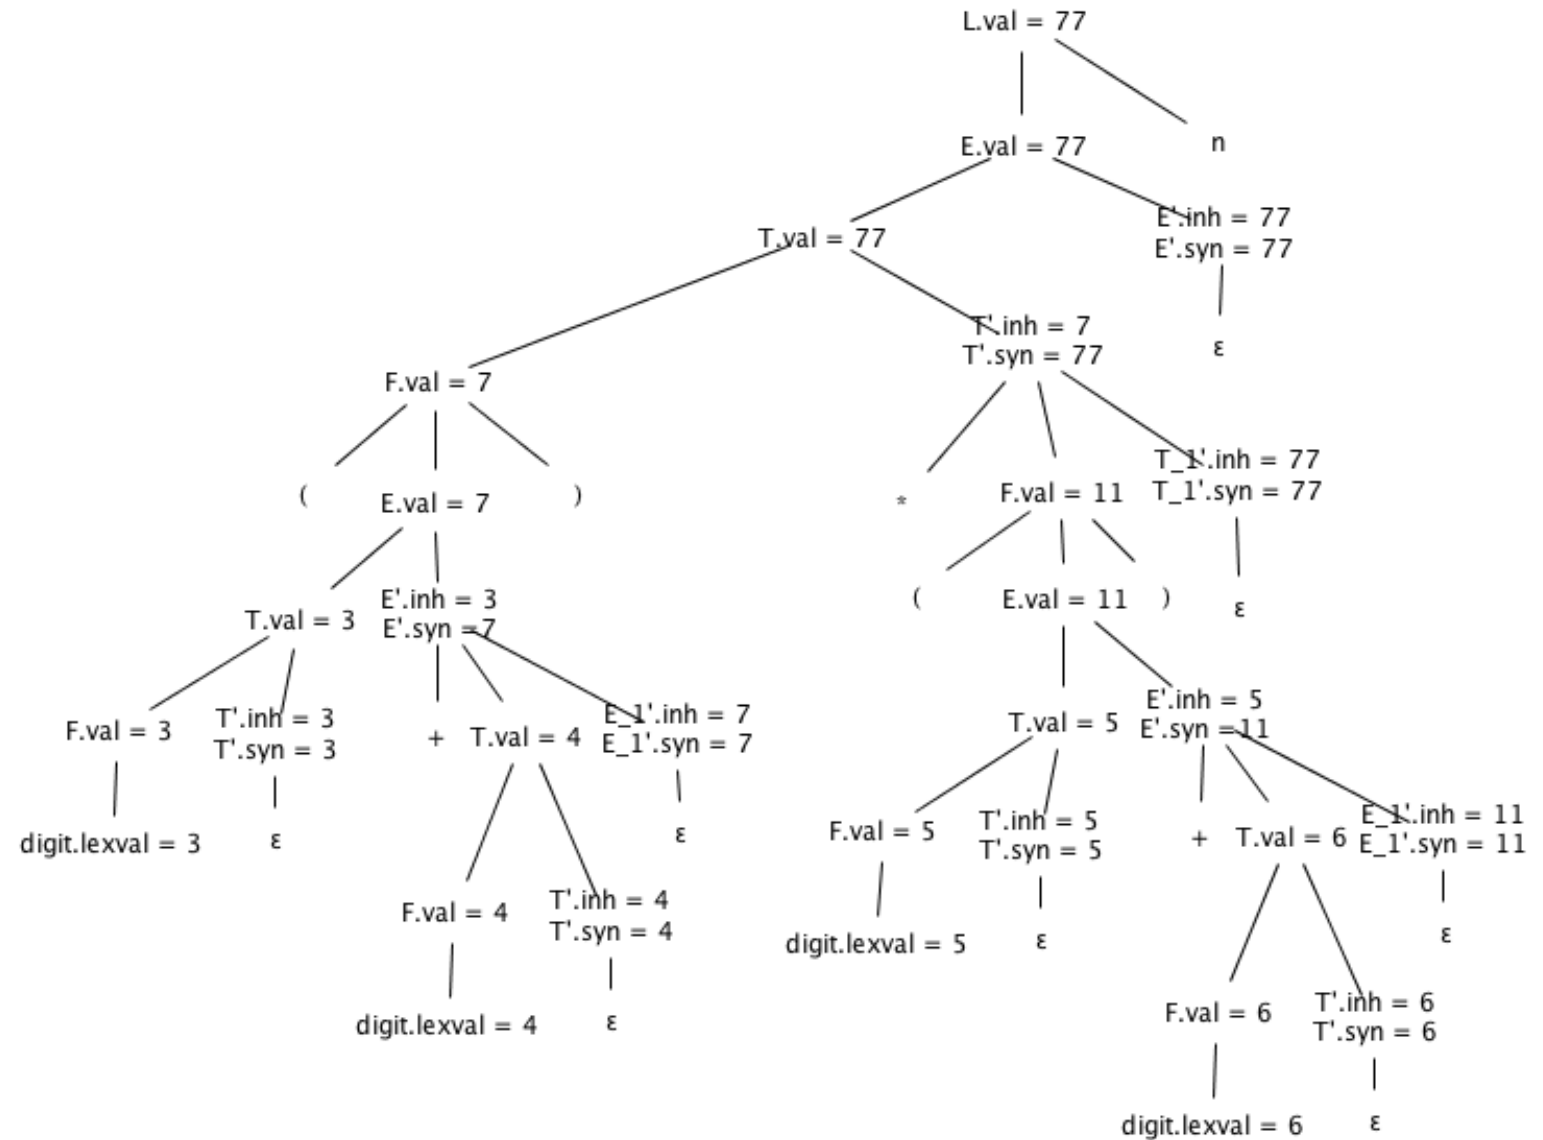 L.val = 77
E.val = 77
n
T.val = 77
E'.inh = 77
E'.syn = 77
T'.inh = 7
T'.syn = 77
ε
F.val = 7
(
E.val = 7
)
*
F.val = 11
T_1'.inh = 77
T_1'.syn = 77
T.val = 3
E'.inh = 3
E'.syn =7
(
E.val = 11
)
ε
F.val = 3
T'.inh = 3
T'.syn = 3
+
T.val = 4
E_1'.inh = 7
E_1'.syn = 7
T.val = 5
E'.inh = 5
E'.syn =11
digit.lexval = 3
ε
ε
F.val = 5
T'.inh = 5
T'.syn = 5
+
T.val = 6
E_1'.inh = 11
E_1'.syn = 11
F.val = 4
T'.inh = 4
T'.syn = 4
digit.lexval = 5
ε
ε
digit.lexval = 4
ε
F.val = 6
T'.inh = 6
T'.syn = 6
digit.lexval = 6
ε